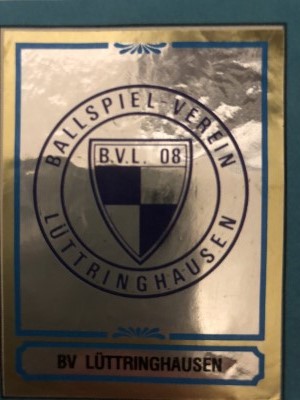 BALLSPIEL-VEREIN
B.V.L. 08
LÜTTRINGHAUSEN
BV LÜTTRINGHAUSEN